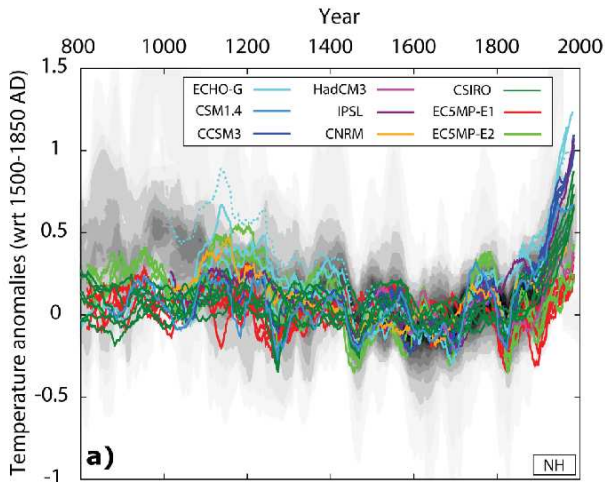 Year
800 1000 1200 1400 1600 1800 2000
Temperature anomalies (wrt 1500-1850 AD)
1.5
ECHO-G HadCM3 CSIRO
CSM1.4 IPSL EC5MP-E1
CCSM3 CNRM EC5MP-E2
1
0.5
0
-0.5
-1
a)
NH